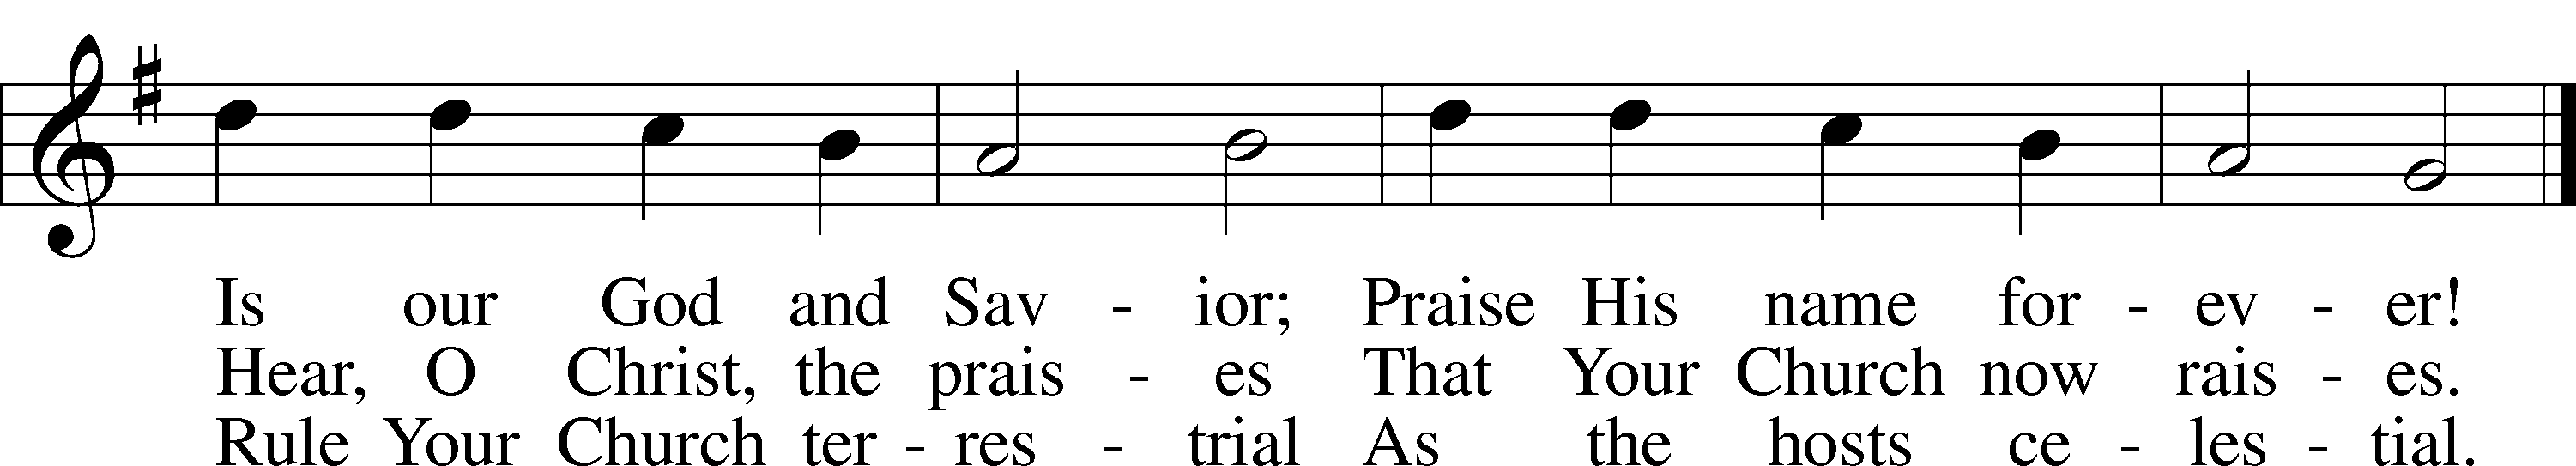 Is our God and Sav - ior; Praise His name for - ev - er!
Hear, O Christ, the prais - es That Your Church now rais - es.
Rule Your Church ter - res - trial As the hosts ce - les - tial.